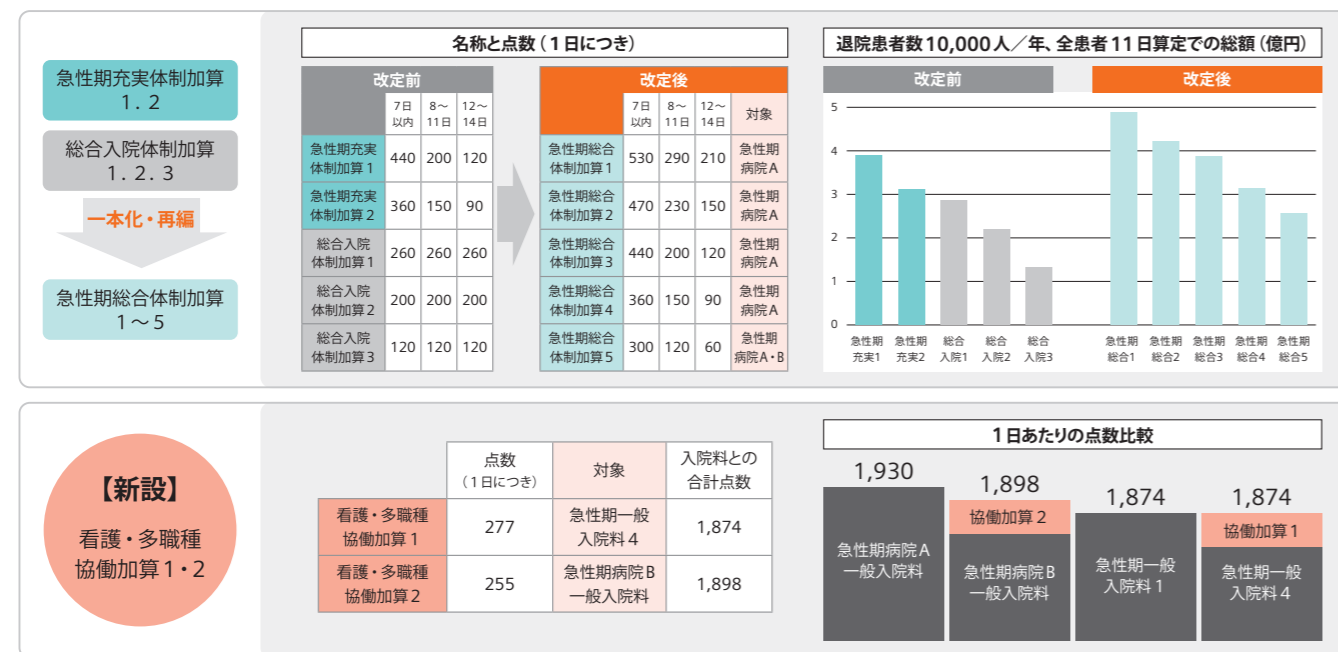 急性期充実体制加算
1．2
総合入院体制加算
1．2．3
一本化・再編
急性期総合体制加算
1～5
名称と点数（1日につき）
改定前
7日以内 8～11日 12～14日
急性期充実体制加算1 440 200 120
急性期充実体制加算2 360 150 90
総合入院体制加算1 260 260 260
総合入院体制加算2 200 200 200
総合入院体制加算3 120 120 120
改定後
7日以内 8～11日 12～14日 対象
急性期総合体制加算1 530 290 210 急性期病院A
急性期総合体制加算2 470 230 150 急性期病院A
急性期総合体制加算3 440 200 120 急性期病院A
急性期総合体制加算4 360 150 90 急性期病院A
急性期総合体制加算5 300 120 60 急性期病院A・B
退院患者数10,000人／年、全患者11日算定での総額（億円）
改定前 改定後
5
4
3
2
1
0
急性期充実1 急性期充実2 総合入院1 総合入院2 総合入院3 急性期総合1 急性期総合2 急性期総合3 急性期総合4 急性期総合5
【新設】
看護・多職種
協働加算1・2
点数（1日につき） 対象 入院料との合計点数
看護・多職種協働加算1 277 急性期一般入院料4 1,874
看護・多職種協働加算2 255 急性期病院B一般入院料 1,898
1日あたりの点数比較
1,930
急性期病院A
一般入院料
1,898
協働加算2
急性期病院B
一般入院料
1,874
急性期一般
入院料1
1,874
協働加算1
急性期一般
入院料4